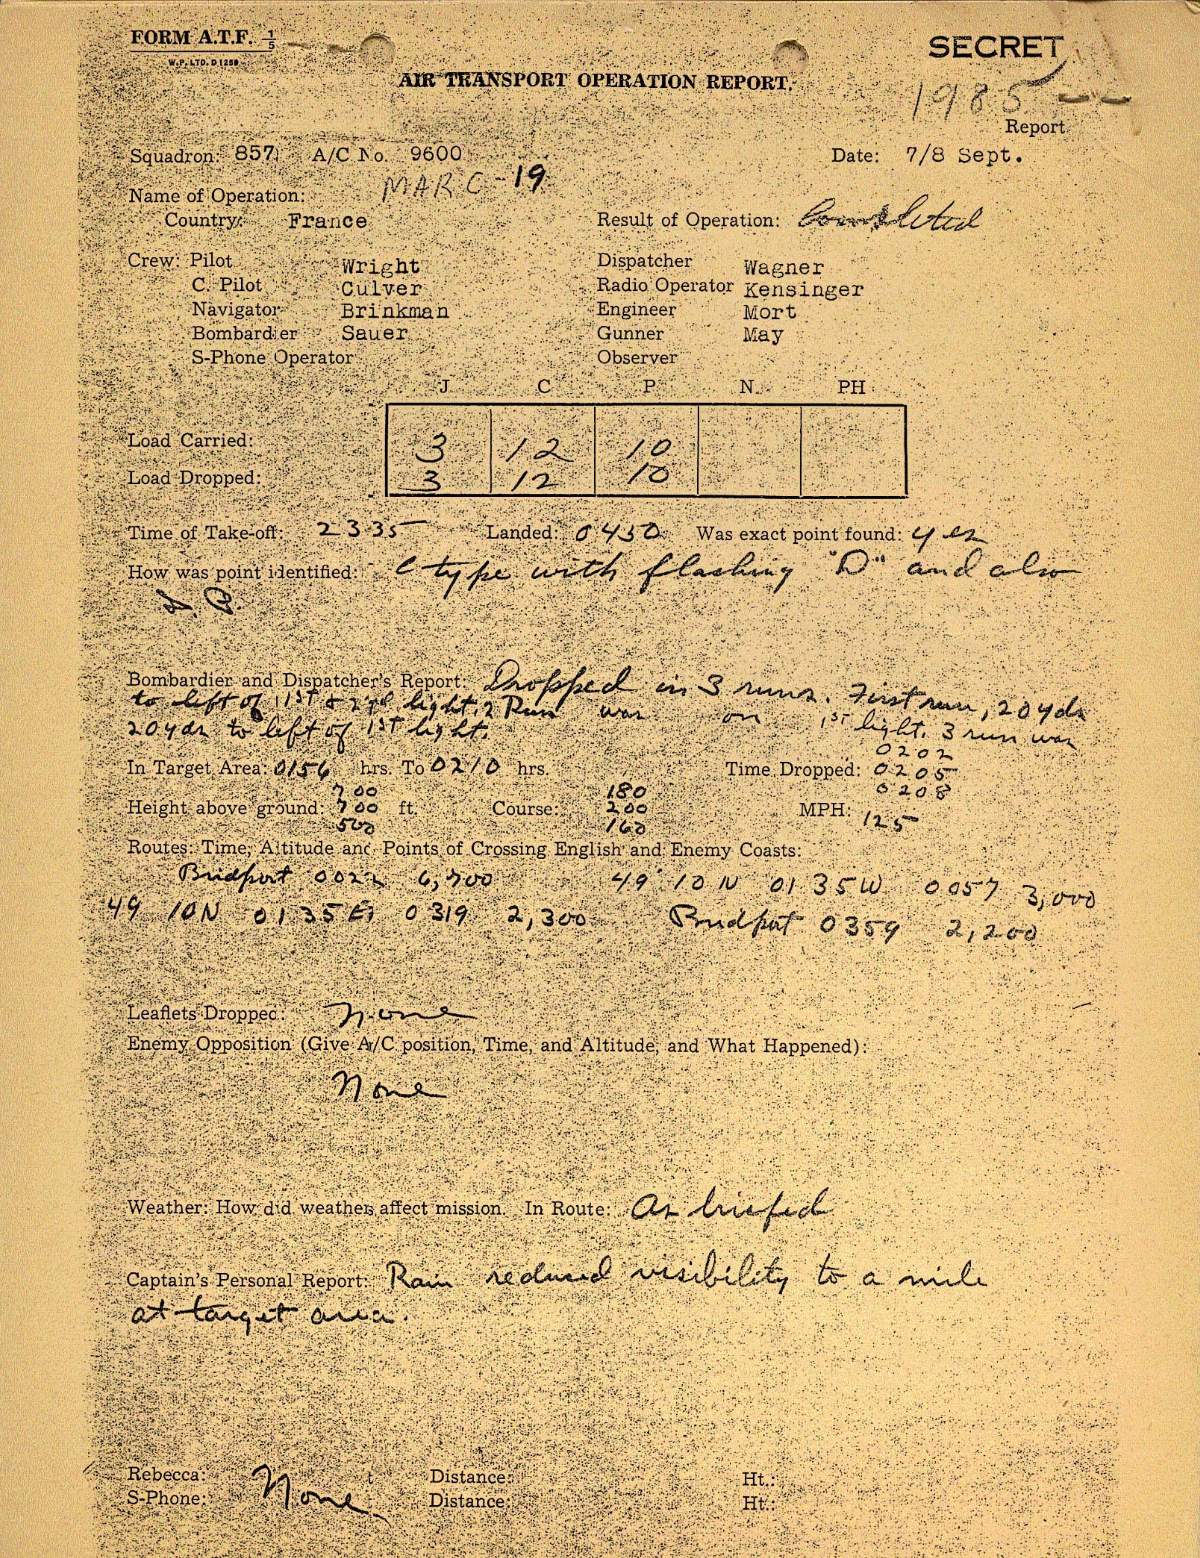 FORM A.T.F. 1/5
SECRET
W.P. LTD. D1259
AIR TRANSPORT OPERATION REPORT.
1985
Report
Squadron: 857 A/C No. 9600 Date: 7/8 Sept.
Name of Operation: MARC-19
Country: France Result of Operation: Completed
Crew: Pilot Wright Dispatcher Wagner
C. Pilot Culver Radio Operator Kensinger
Navigator Brinkman Engineer Mort
Bombardier Sauer Gunner May
S-Phone Operator Observer
J C P N PH
Load Carried: 3 12 10
Load Dropped: 3 12 10
Time of Take-off: 2335 Landed: 0450 Was exact point found: yes
How was point identified: C type with flashing "D" and also
Bombardier and Dispatcher's Report: Dropped in 3 runs. First run, 20 yds
to left of 1st & 2nd light. 2 Run was on 1st light. 3 run was
20 yds to left of 1st light.
0202
In Target Area: 0156 hrs. To 0210 hrs. Time Dropped: 0205
0208
700 180
Height above ground: 700 ft. Course: 200 MPH: 125
500 160
Routes: Time, Altitude and Points of Crossing English and Enemy Coasts:
Bridport 0022 6,700 49 10N 01 35W 0057 3,000
49 10N 0135 0319 2,300 Bridport 0359 2,200
Leaflets Dropped: None
Enemy Opposition (Give A/C position, Time, and Altitude, and What Happened):
None
Weather: How did weather affect mission. In Route: As briefed
Captain's Personal Report: Rain reduced visibility to a mile
at target area.
Rebecca: None Distance: Ht.:
S-Phone: Distance: Ht.: